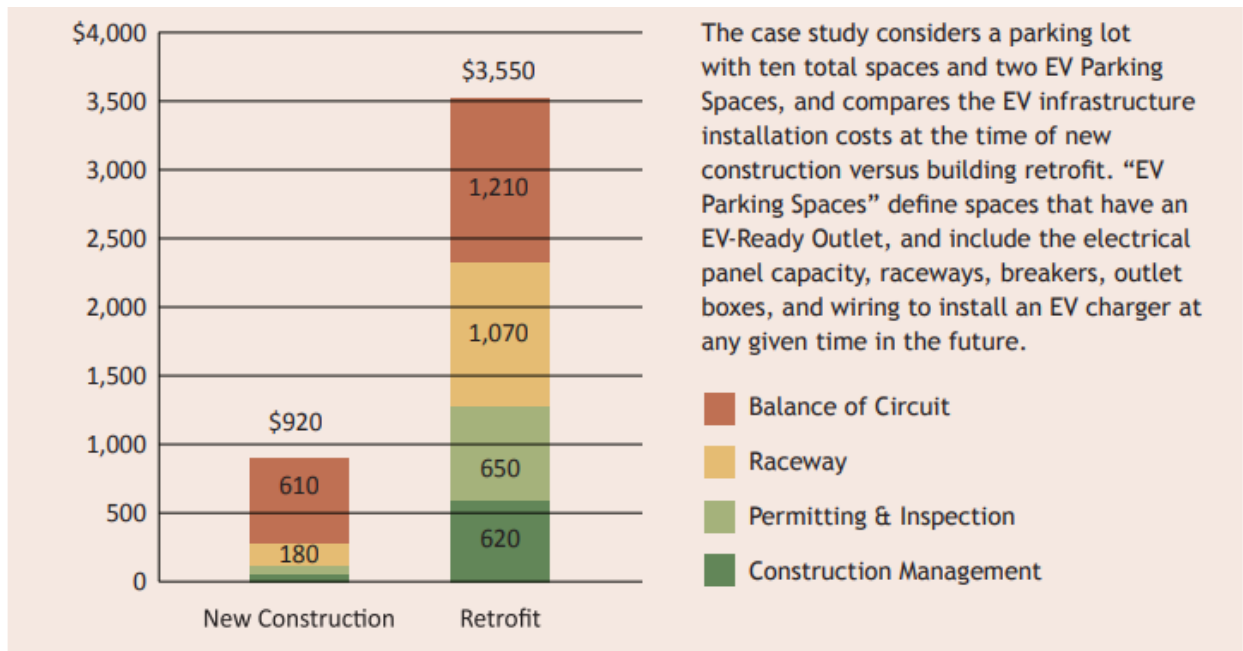 $4,000
3,500
3,000
2,500
2,000
1,500
1,000
500
0
$920
610
180
New Construction
$3,550
1,210
1,070
650
620
Retrofit
The case study considers a parking lot
with ten total spaces and two EV Parking
Spaces, and compares the EV infrastructure
installation costs at the time of new
construction versus building retrofit. “EV
Parking Spaces” define spaces that have an
EV-Ready Outlet, and include the electrical
panel capacity, raceways, breakers, outlet
boxes, and wiring to install an EV charger at
any given time in the future.
Balance of Circuit
Raceway
Permitting & Inspection
Construction Management